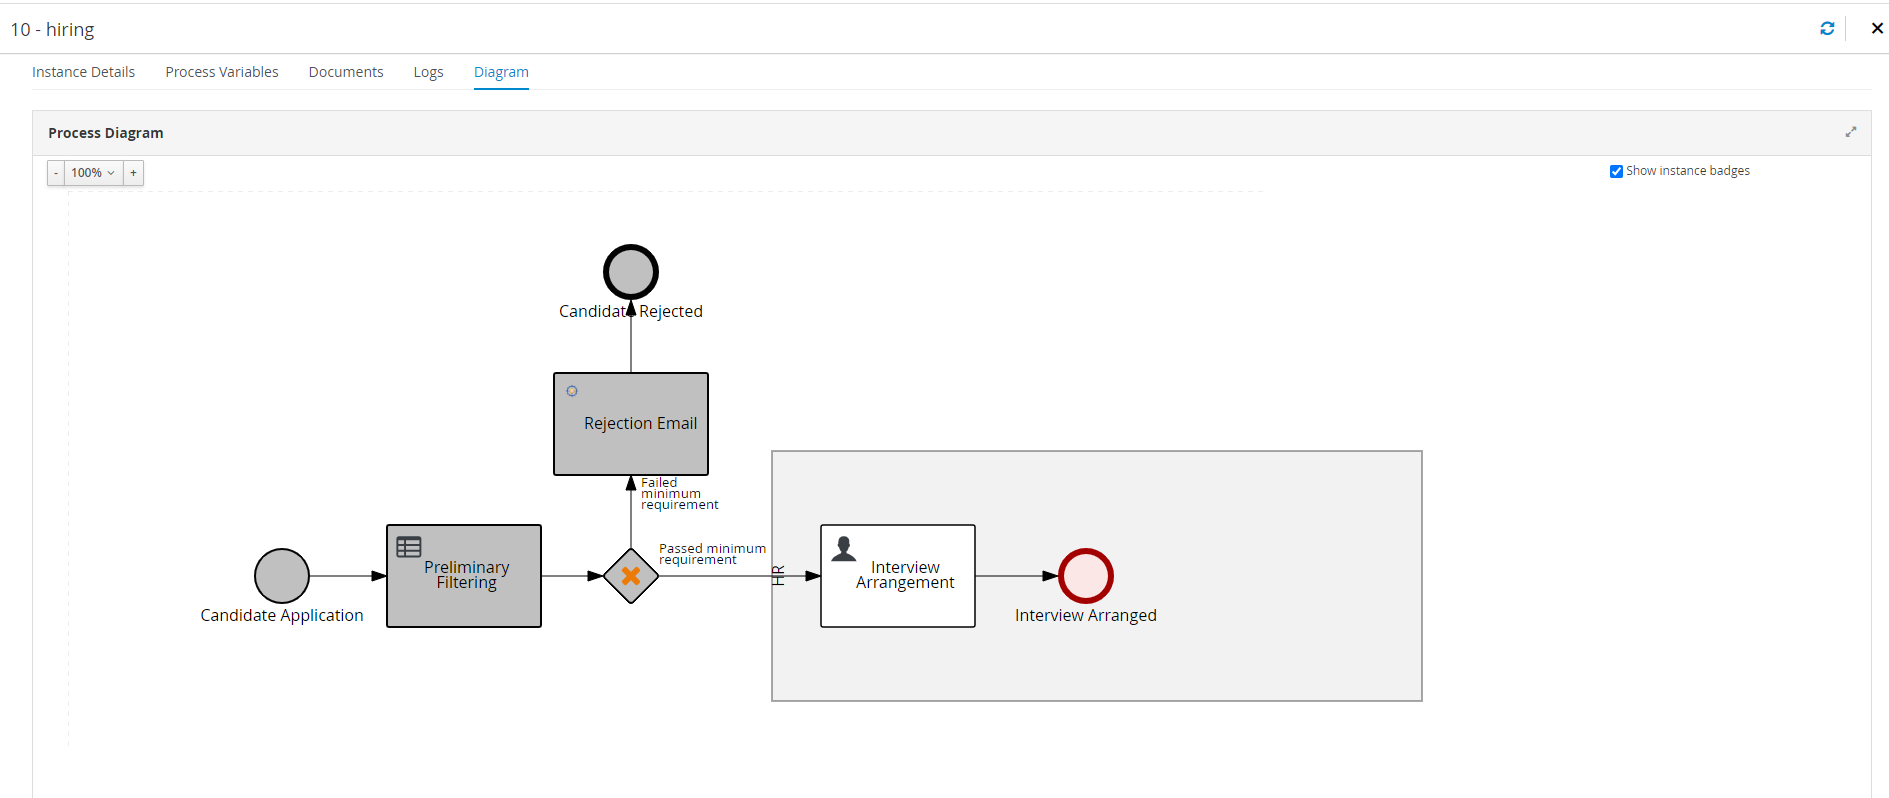 10 - hiring
Instance Details
Process Variables
Documents
Logs
Diagram
Process Diagram
- 100% +
Show instance badges
Candidate Rejected
Rejection Email
Failed
minimum
requirement
Passed minimum
requirement
HR
Preliminary
Filtering
Interview
Arrangement
Candidate Application
Interview Arranged